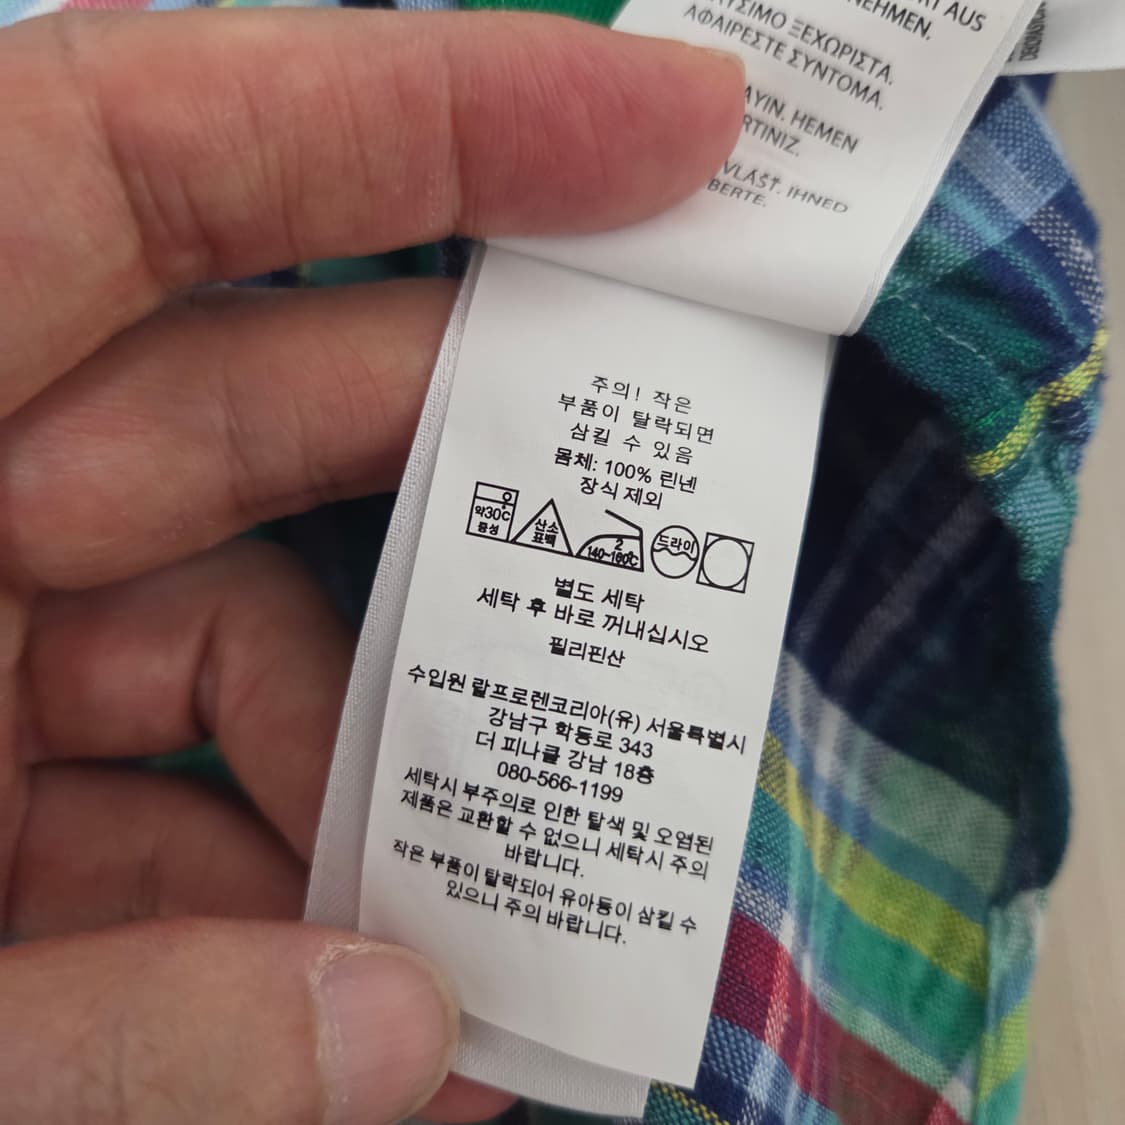 RT AUS
NEHMEN.
ΣΙΜΟ ΞΕΧΩΡΙΣΤΑ.
ΑΦΑΙΡΕΣΤΕ ΣΥΝΤΟΜΑ.
AYIN. HEMEN
RTINIZ.
VLÁŠŤ. IHNED
BERTE.
주의! 작은
부품이 탈락되면
삼킬 수 있음
몸체: 100% 린넨
장식 제외
약30℃
중성
산소
표백
2
140~160℃
드라이
별도 세탁
세탁 후 바로 꺼내십시오
필리핀산
수입원 랄프로렌코리아(유) 서울특별시
강남구 학동로 343
더 피나클 강남 18층
080-566-1199
세탁시 부주의로 인한 탈색 및 오염된
제품은 교환할 수 없으니 세탁시 주의
바랍니다.
작은 부품이 탈락되어 유아등이 삼킬 수
있으니 주의 바랍니다.